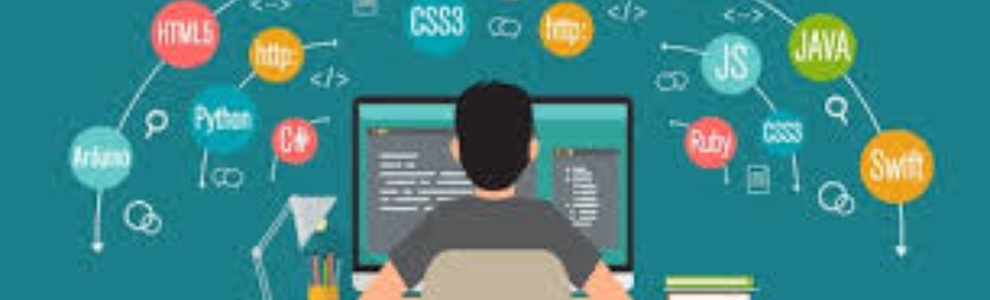 HTML5
<-->
http:
</>
Python
C#
Arduino
CSS3
http:
</>
<-->
JS
JAVA
Ruby
CSS3
Swift